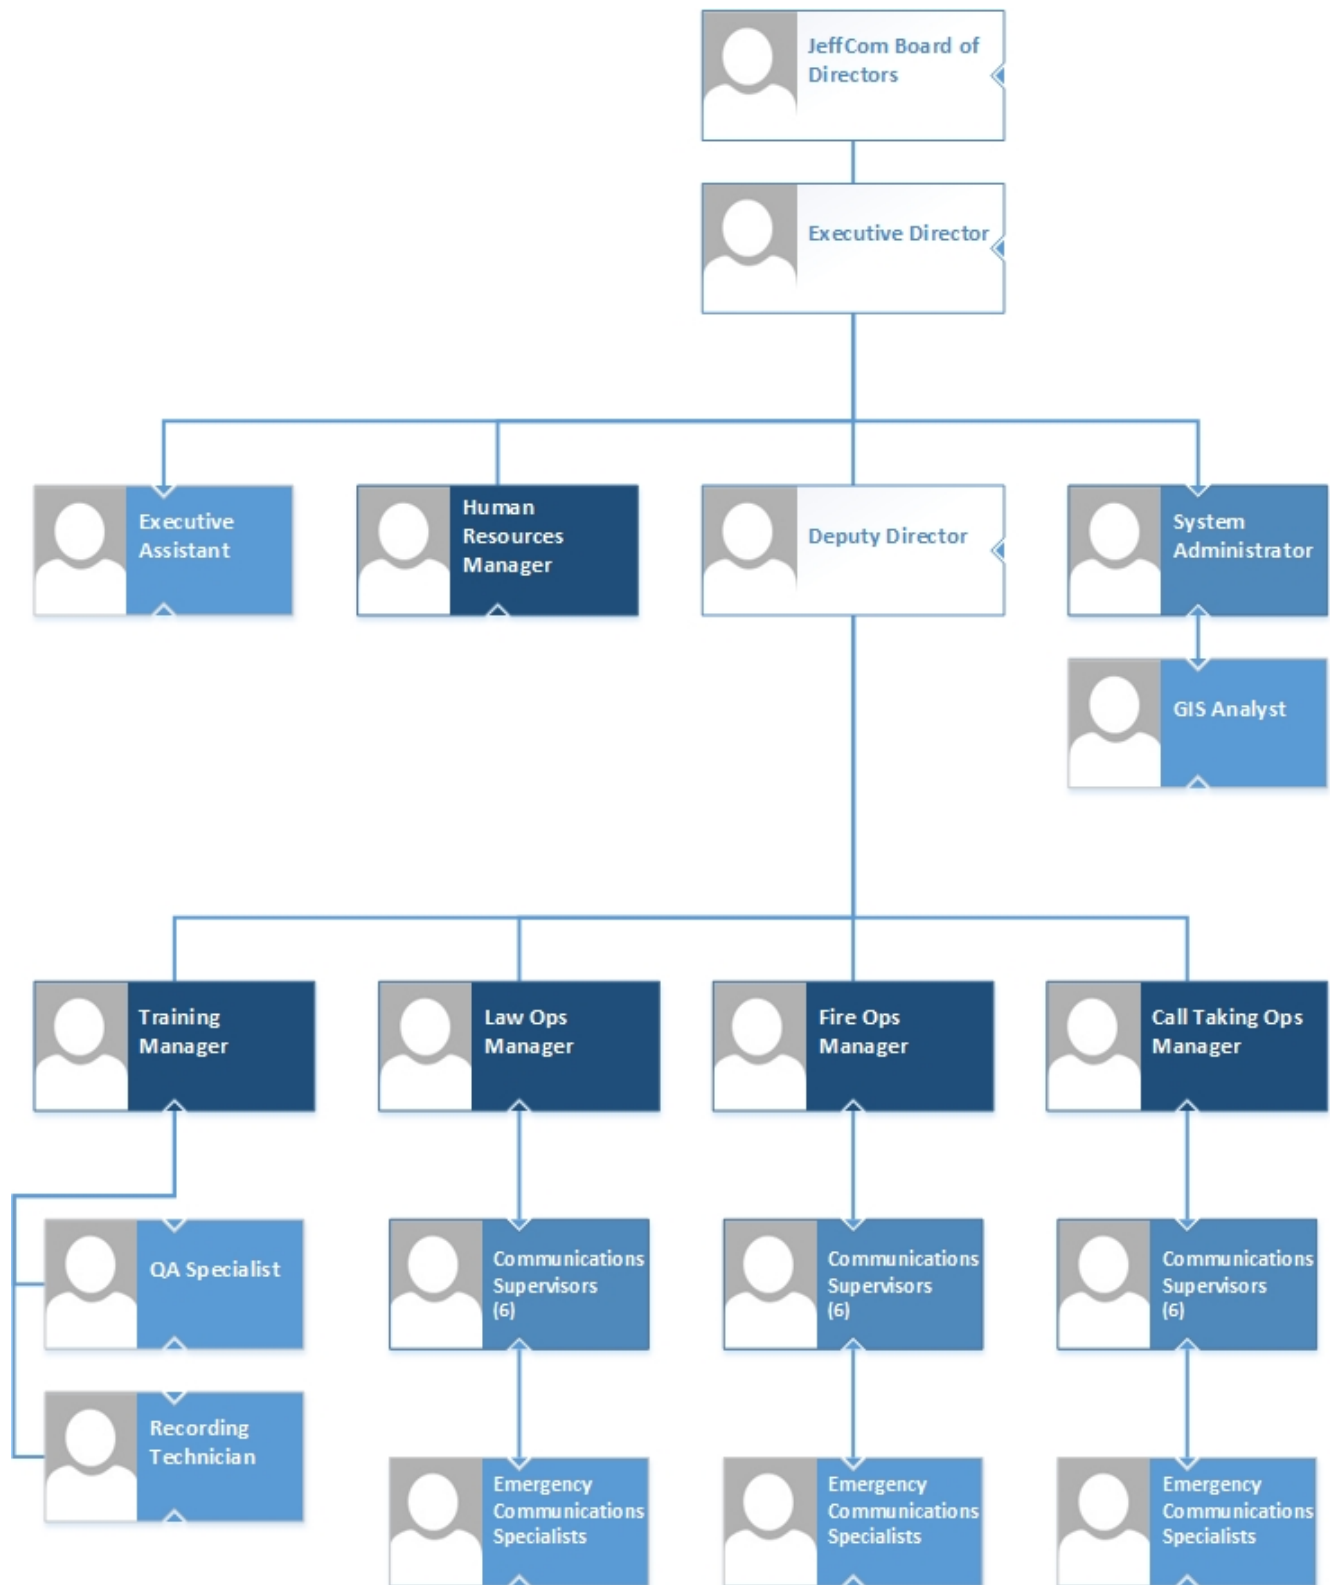 JeffCom Board of
Directors
Executive Director
Executive
Assistant
Human
Resources
Manager
Deputy Director
System
Administrator
GIS Analyst
Training
Manager
Law Ops
Manager
Fire Ops
Manager
Call Taking Ops
Manager
QA Specialist
Communications
Supervisors
(6)
Communications
Supervisors
(6)
Communications
Supervisors
(6)
Recording
Technician
Emergency
Communications
Specialists
Emergency
Communications
Specialists
Emergency
Communications
Specialists